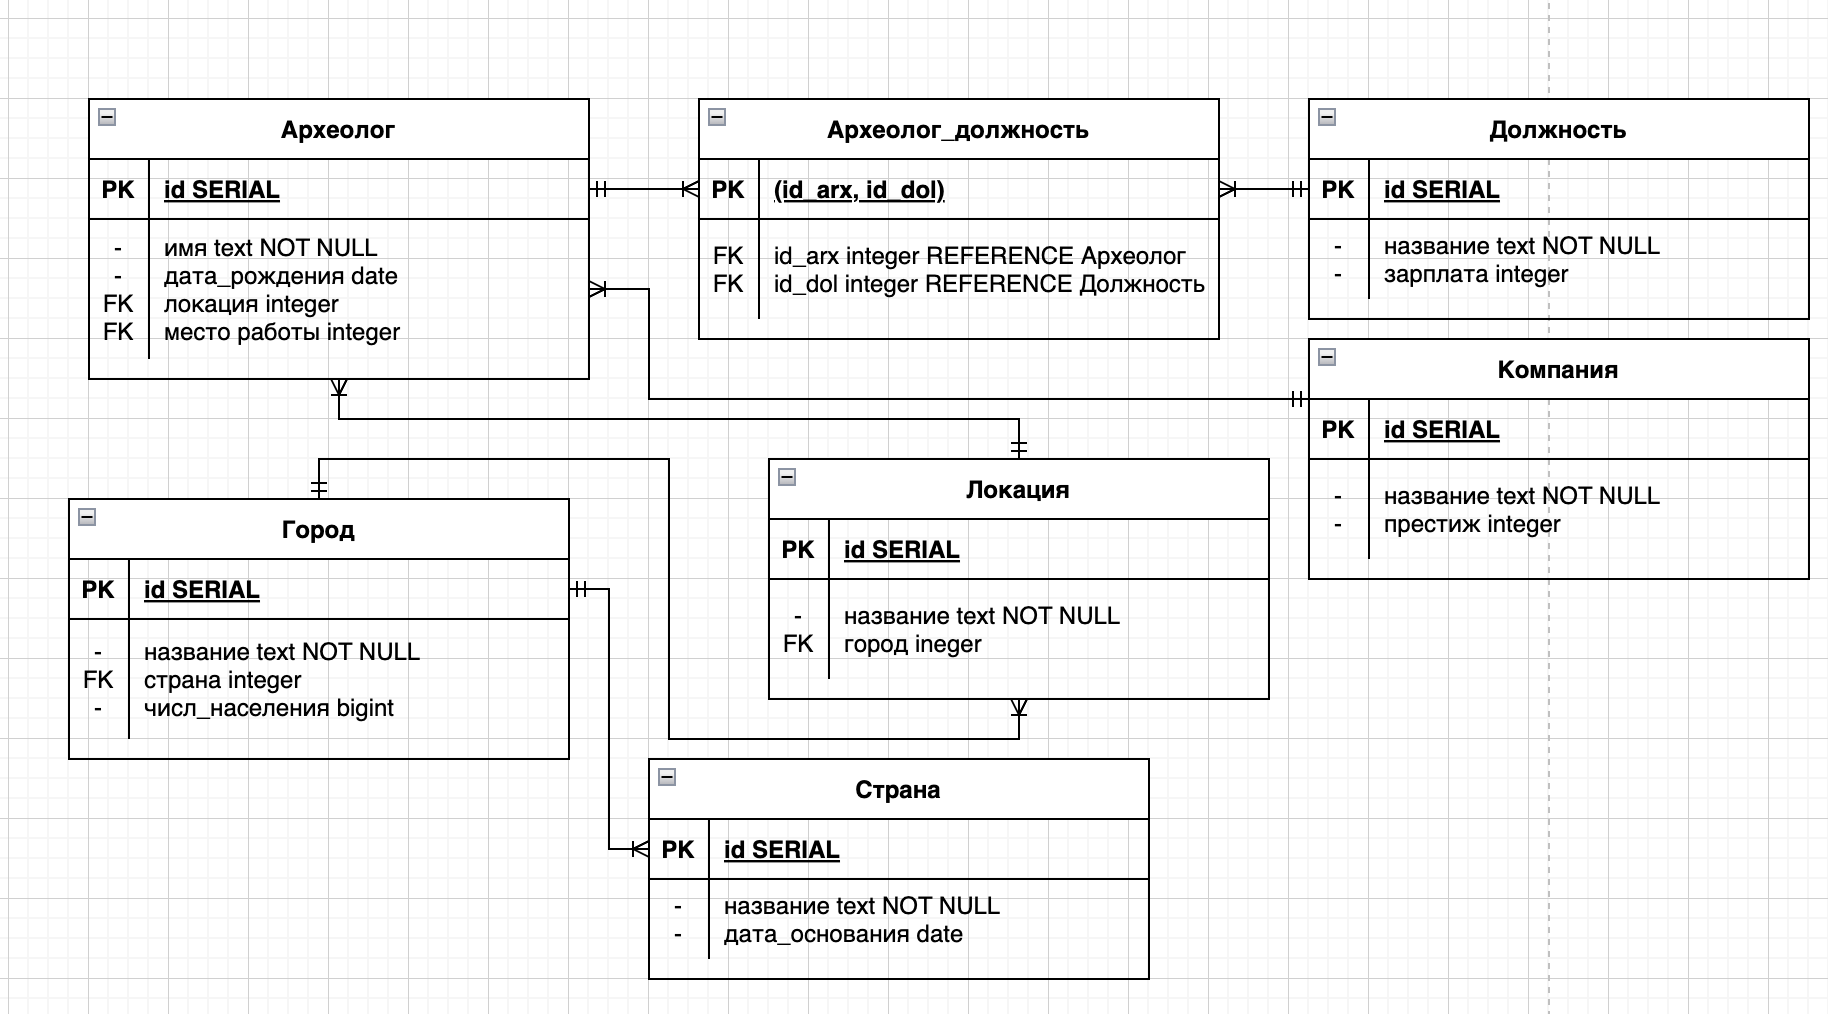 Археолог
PK id SERIAL
- имя text NOT NULL
- дата_рождения date
FK локация integer
FK место работы integer
Археолог_должность
PK (id_arx, id_dol)
FK id_arx integer REFERENCE Археолог
FK id_dol integer REFERENCE Должность
Должность
PK id SERIAL
- название text NOT NULL
- зарплата integer
Компания
PK id SERIAL
- название text NOT NULL
- престиж integer
Город
PK id SERIAL
- название text NOT NULL
FK страна integer
- числ_населения bigint
Локация
PK id SERIAL
- название text NOT NULL
FK город ineger
Страна
PK id SERIAL
- название text NOT NULL
- дата_основания date